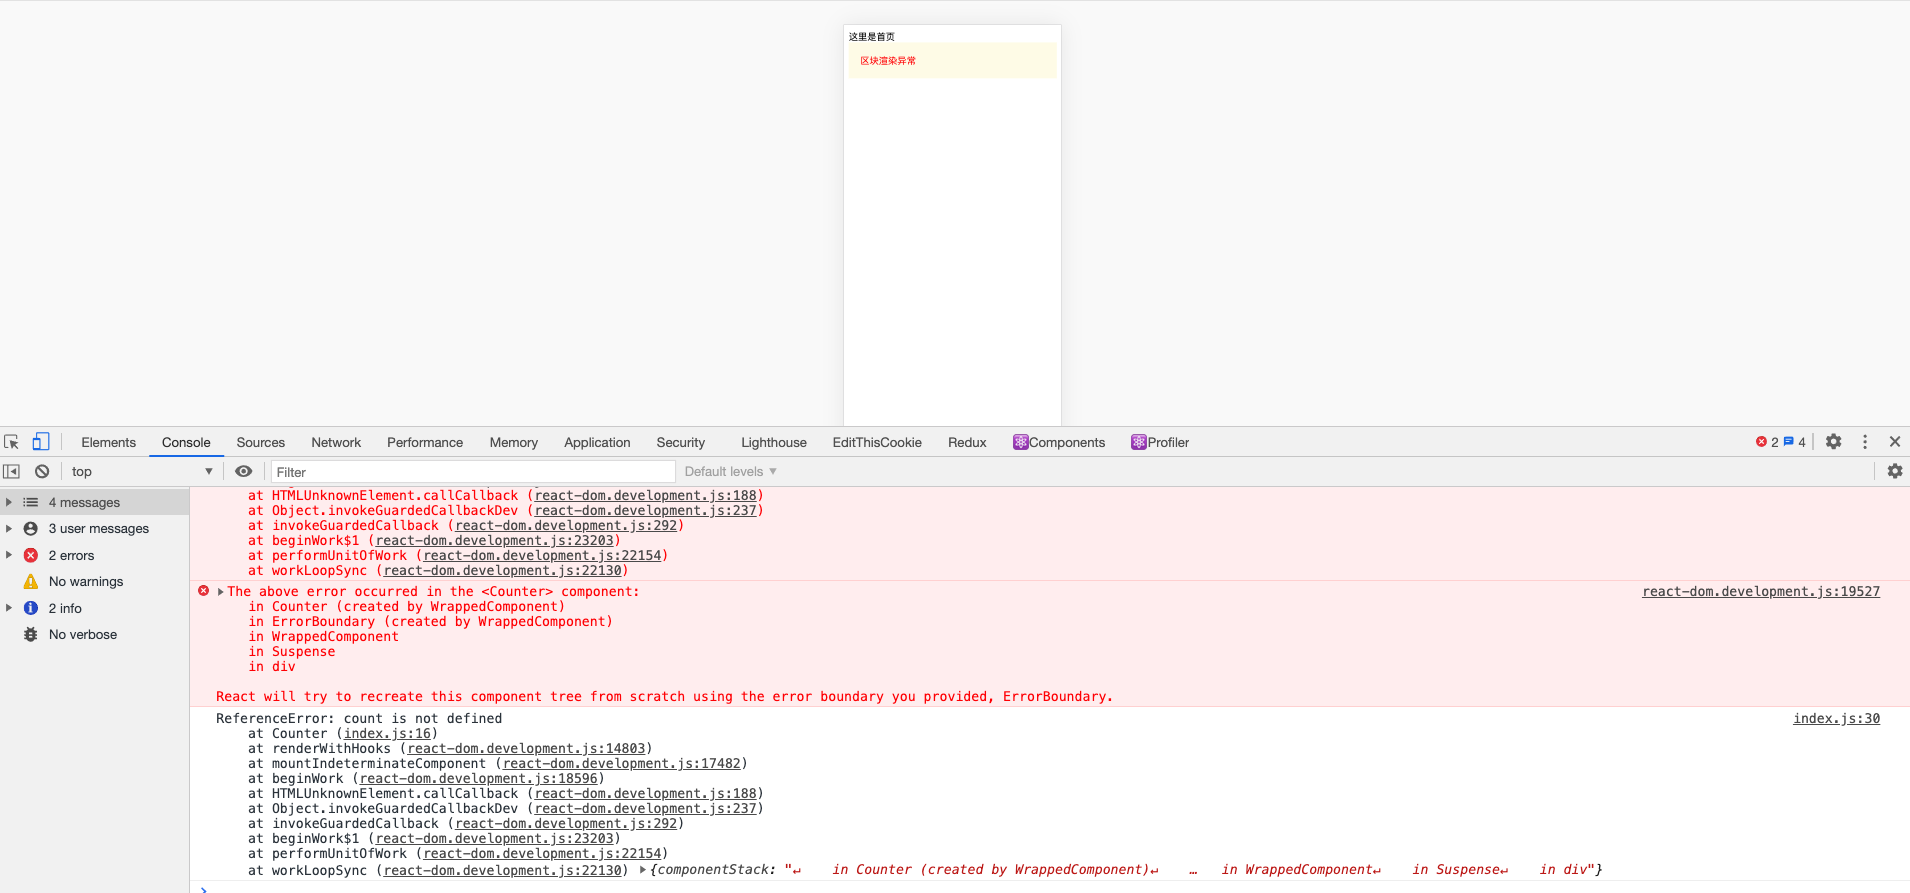 这里是首页
区块渲染异常
Elements Console Sources Network Performance Memory Application Security Lighthouse EditThisCookie Redux Components Profiler 2 4
top Filter Default levels
4 messages
3 user messages
2 errors
No warnings
2 info
No verbose
at HTMLUnknownElement.callCallback (react-dom.development.js:188)
at Object.invokeGuardedCallbackDev (react-dom.development.js:237)
at invokeGuardedCallback (react-dom.development.js:292)
at beginWork$1 (react-dom.development.js:23203)
at performUnitOfWork (react-dom.development.js:22154)
at workLoopSync (react-dom.development.js:22130)
The above error occurred in the <Counter> component: react-dom.development.js:19527
in Counter (created by WrappedComponent)
in ErrorBoundary (created by WrappedComponent)
in WrappedComponent
in Suspense
in div
React will try to recreate this component tree from scratch using the error boundary you provided, ErrorBoundary.
ReferenceError: count is not defined index.js:30
at Counter (index.js:16)
at renderWithHooks (react-dom.development.js:14803)
at mountIndeterminateComponent (react-dom.development.js:17482)
at beginWork (react-dom.development.js:18596)
at HTMLUnknownElement.callCallback (react-dom.development.js:188)
at Object.invokeGuardedCallbackDev (react-dom.development.js:237)
at invokeGuardedCallback (react-dom.development.js:292)
at beginWork$1 (react-dom.development.js:23203)
at performUnitOfWork (react-dom.development.js:22154)
at workLoopSync (react-dom.development.js:22130) {componentStack: "↵ in Counter (created by WrappedComponent)↵ … in WrappedComponent↵ in Suspense↵ in div"}